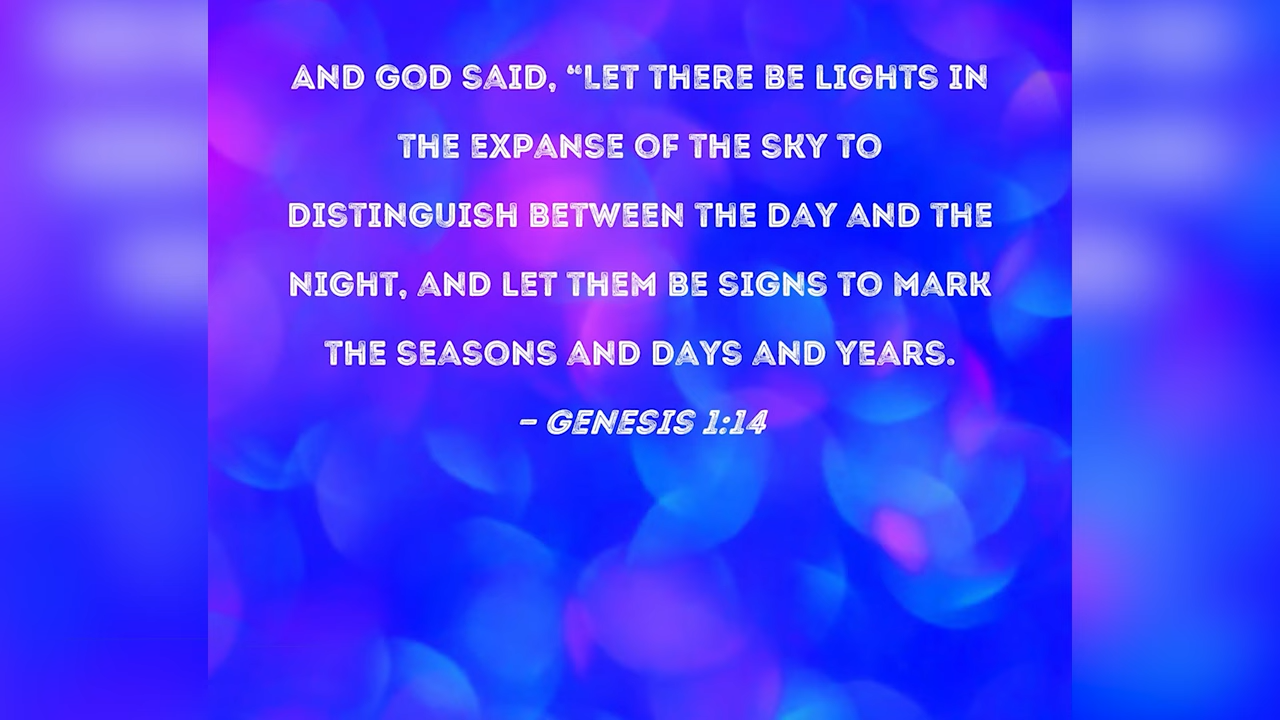 AND GOD SAID, “LET THERE BE LIGHTS IN
THE EXPANSE OF THE SKY TO
DISTINGUISH BETWEEN THE DAY AND THE
NIGHT, AND LET THEM BE SIGNS TO MARK
THE SEASONS AND DAYS AND YEARS.
– GENESIS 1:14